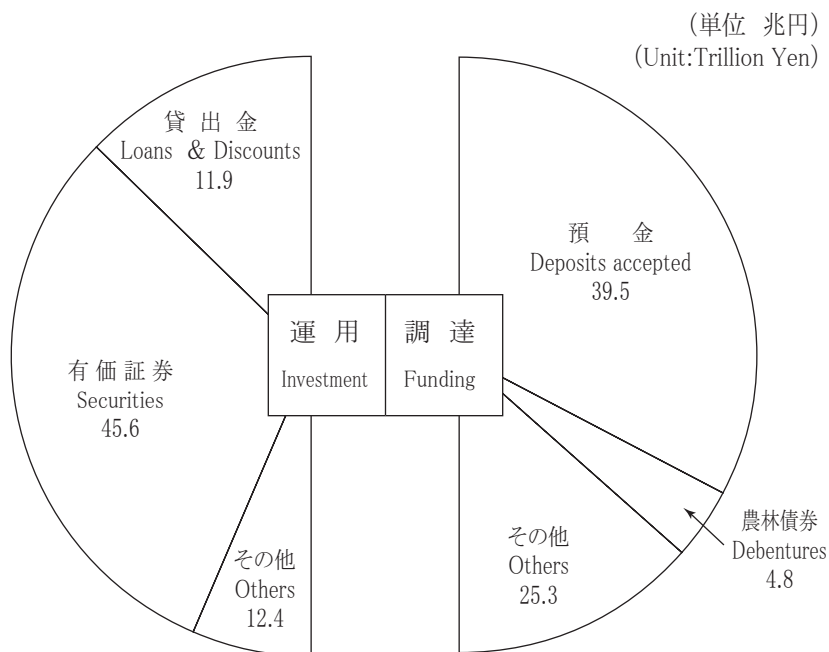 (単位 兆円)
(Unit:Trillion Yen)
貸 出 金
Loans & Discounts
11.9
有 価 証 券
Securities
45.6
その他
Others
12.4
運 用
Investment
調 達
Funding
預 金
Deposits accepted
39.5
農林債券
Debentures
4.8
その他
Others
25.3